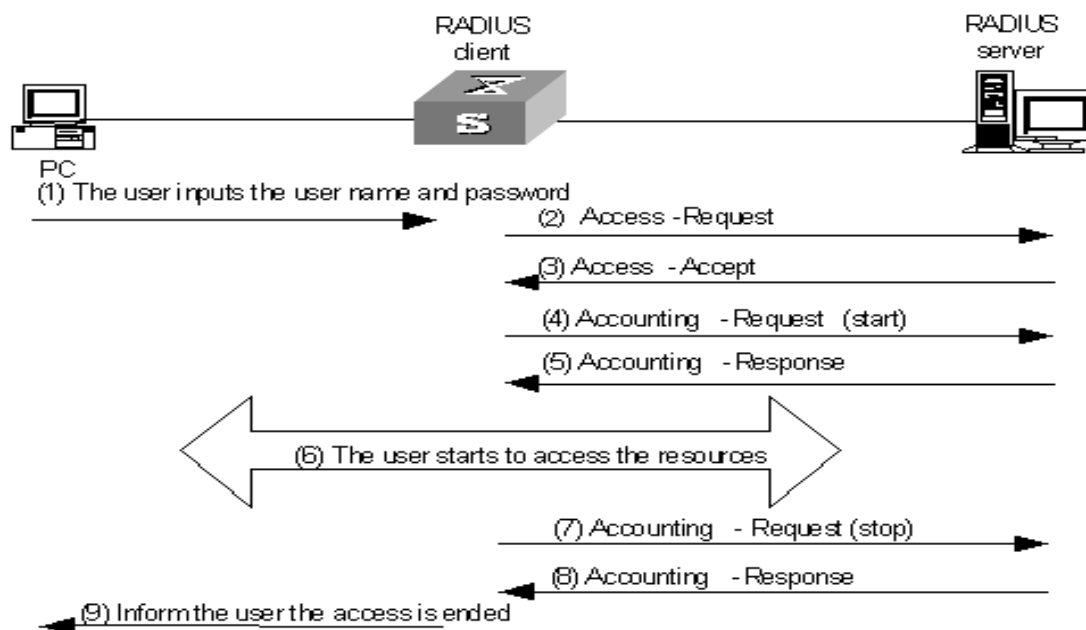 RADIUS
client
RADIUS
server
S
PC
(1) The user inputs the user name and password
(2) Access -Request
(3) Access - Accept
(4) Accounting -Request (start)
(5) Accounting -Response
(6) The user starts to access the resources
(7) Accounting - Request (stop)
(8) Accounting -Response
(9) Inform the user the access is ended